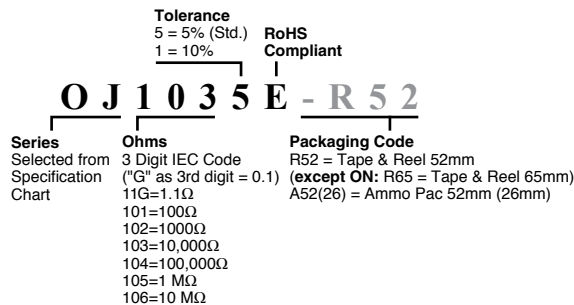 Tolerance
5 = 5% (Std.)
1 = 10%
RoHS
Compliant
O J 1 0 3 5 E - R 5 2
Series
Selected from
Specification
Chart
Ohms
3 Digit IEC Code
("G" as 3rd digit = 0.1)
11G=1.1Ω
101=100Ω
102=1000Ω
103=10,000Ω
104=100,000Ω
105=1 MΩ
106=10 MΩ
Packaging Code
R52 = Tape & Reel 52mm
(except ON: R65 = Tape & Reel 65mm)
A52(26) = Ammo Pac 52mm (26mm)